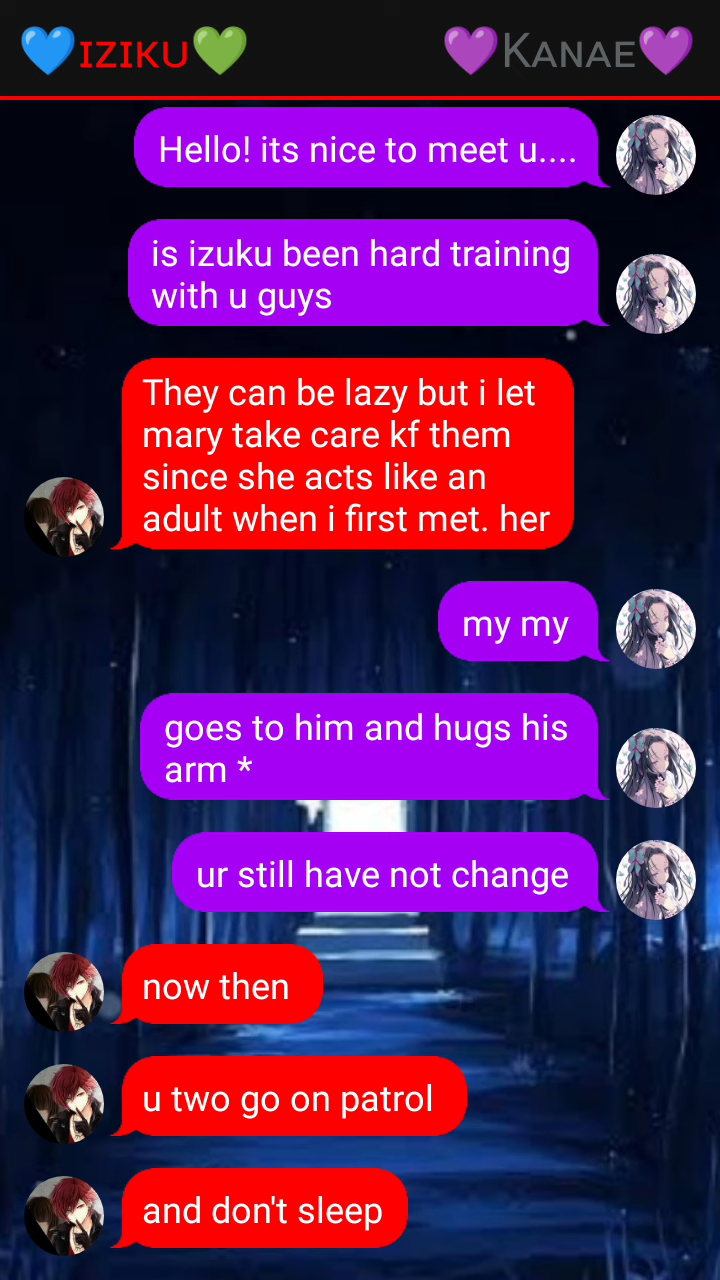 💙IZIKU💚
💜KANAE💜
Hello! its nice to meet u....
is izuku been hard training
with u guys
They can be lazy but i let
mary take care kf them
since she acts like an
adult when i first met. her
my my
goes to him and hugs his
arm *
ur still have not change
now then
u two go on patrol
and don't sleep